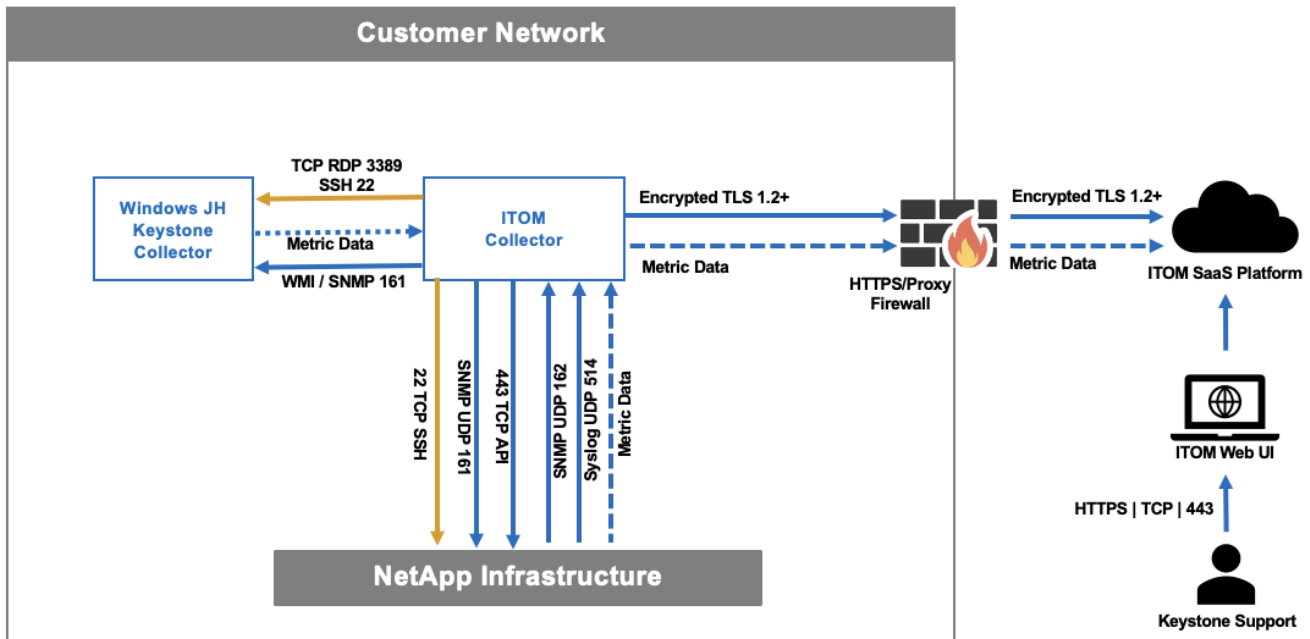 Customer Network
TCP RDP 3389
SSH 22
Windows JH
Keystone
Collector
Metric Data
WMI / SNMP 161
ITOM
Collector
Encrypted TLS 1.2+
Metric Data
HTTPS/Proxy
Firewall
Encrypted TLS 1.2+
Metric Data
ITOM SaaS Platform
22 TCP SSH
SNMP UDP 161
443 TCP API
SNMP UDP 162
Syslog UDP 514
Metric Data
ITOM Web UI
HTTPS | TCP | 443
NetApp Infrastructure
Keystone Support